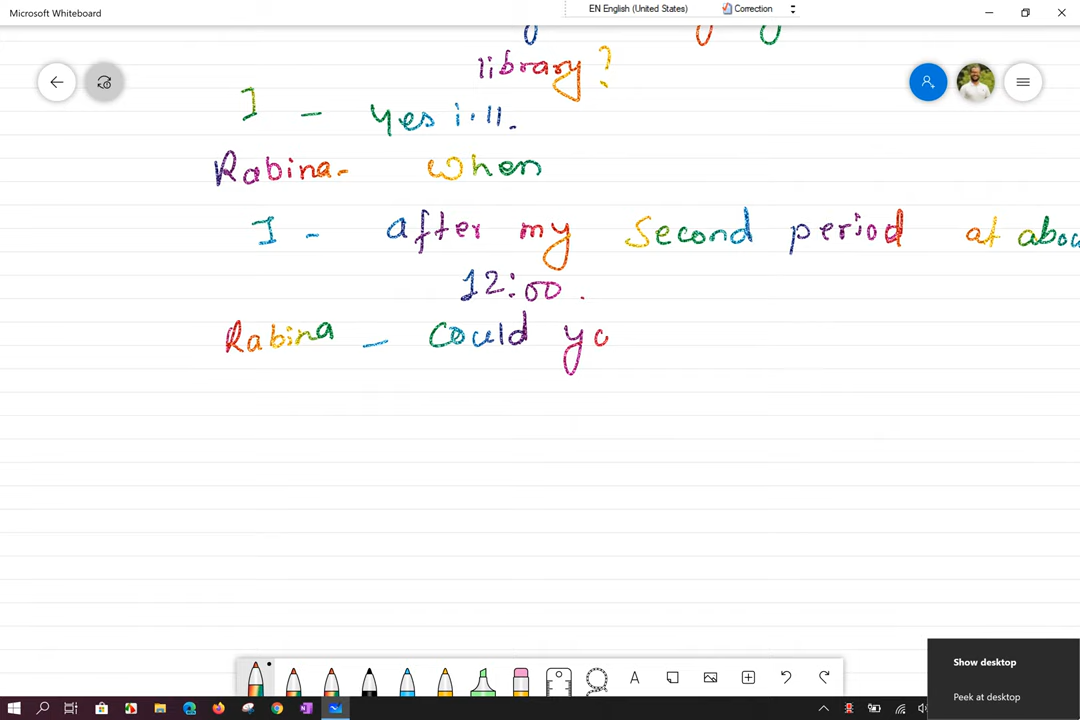 Microsoft Whiteboard
EN English (United States) Correction
library?
I - Yes i'll.
Rabina- When
I - after my Second period at
12:00.
Rabina - Could yo
Show desktop
Peek at desktop